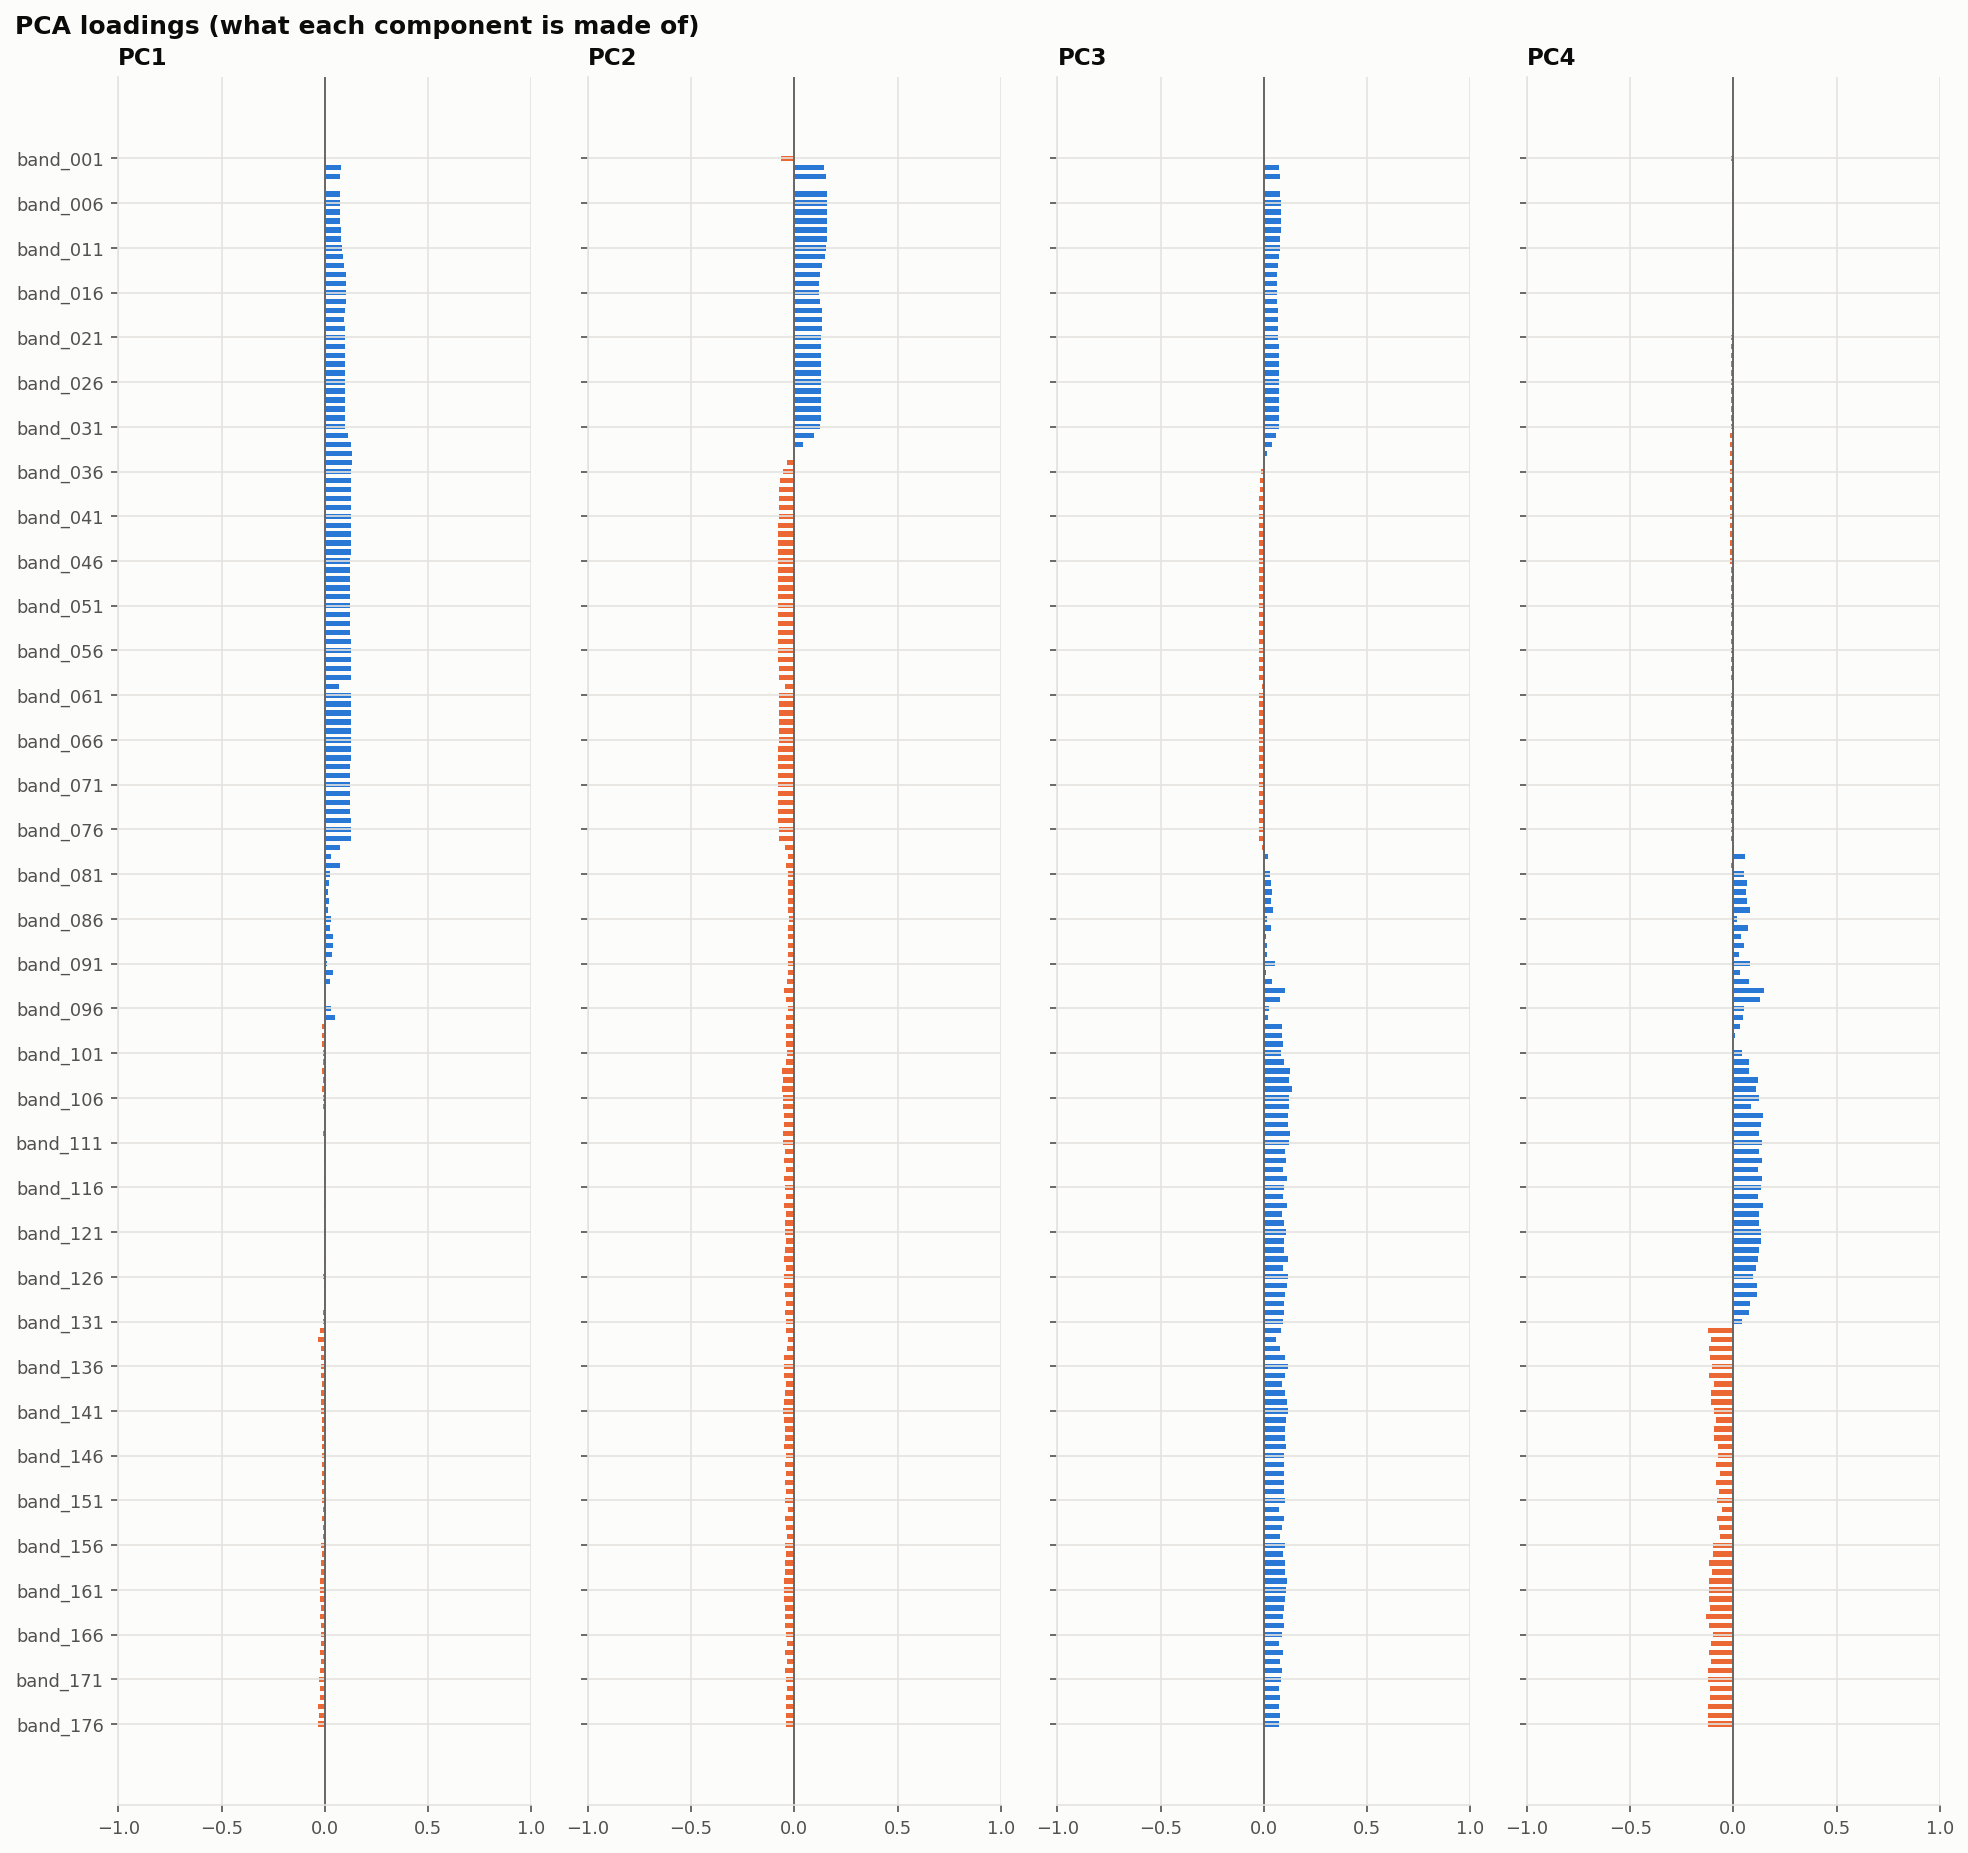 PCA loadings (what each component is made of)
PC1 PC2 PC3 PC4
band_001
band_006
band_011
band_016
band_021
band_026
band_031
band_036
band_041
band_046
band_051
band_056
band_061
band_066
band_071
band_076
band_081
band_086
band_091
band_096
band_101
band_106
band_111
band_116
band_121
band_126
band_131
band_136
band_141
band_146
band_151
band_156
band_161
band_166
band_171
band_176
−1.0 −0.5 0.0 0.5 1.0 −1.0 −0.5 0.0 0.5 1.0 −1.0 −0.5 0.0 0.5 1.0 −1.0 −0.5 0.0 0.5 1.0